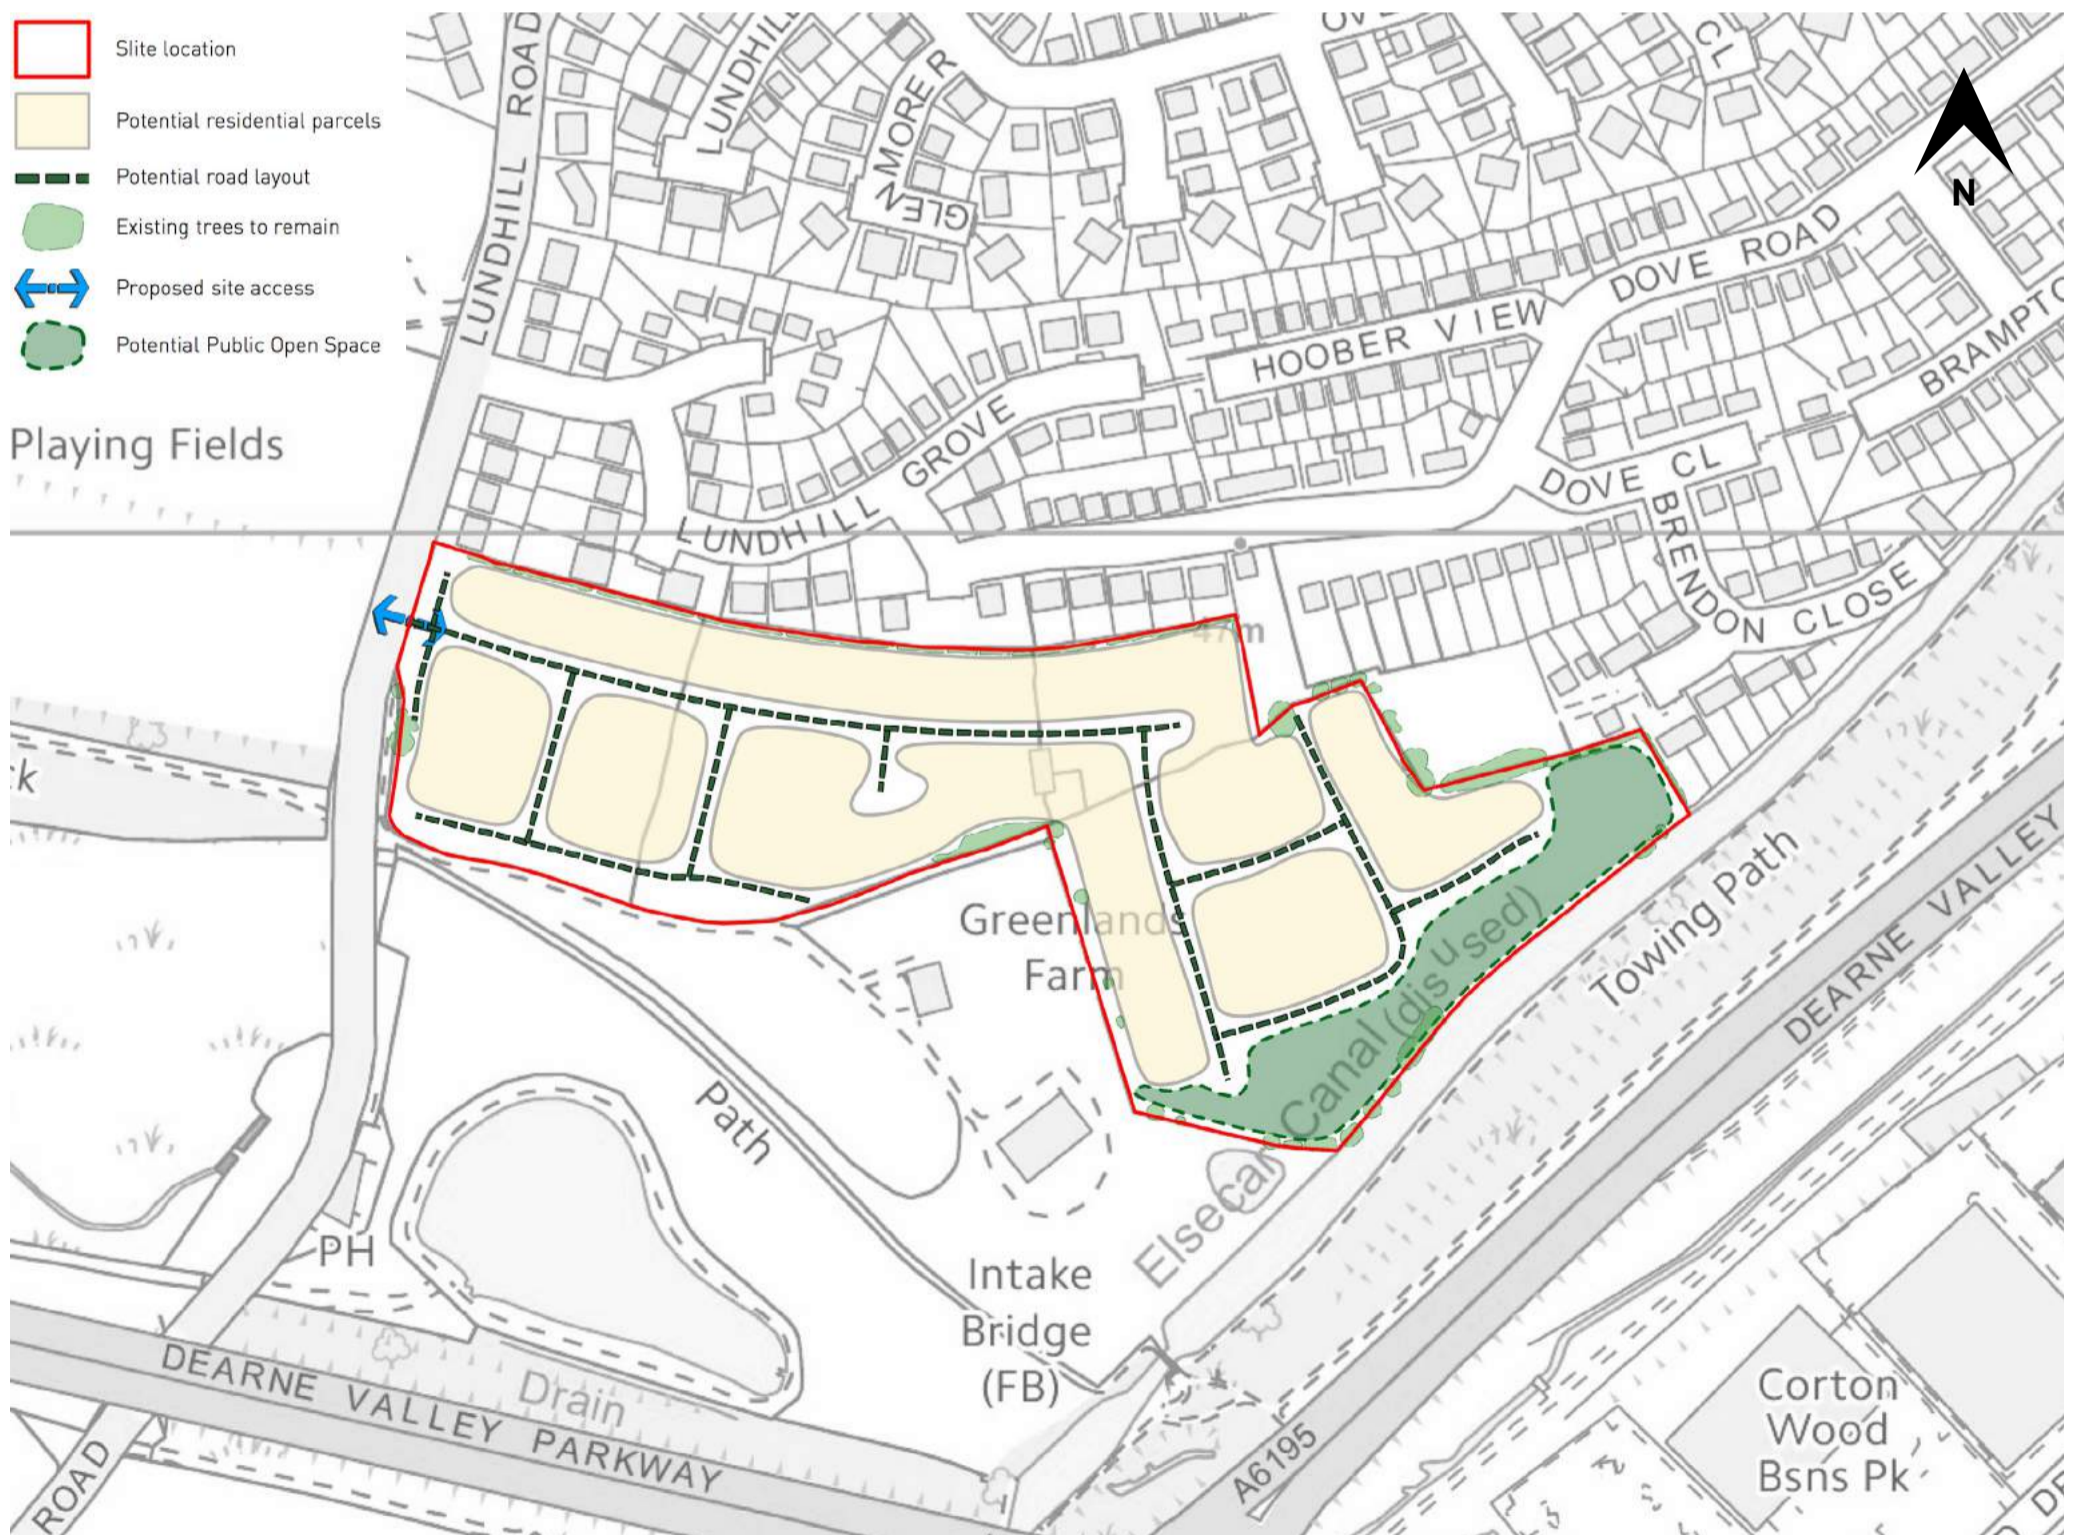 Slite location
Potential residential parcels
Potential road layout
Existing trees to remain
Proposed site access
Potential Public Open Space
N
LUNDHILL ROAD
LUNDHILL
GLEN MORE R
CL
DOVE ROAD
HOOBER VIEW
BRAMPTO
Playing Fields
LUNDHILL GROVE
DOVE CL
BRENDON CLOSE
47m
k
Greenlands
Farm
Elsecar Canal (disused)
Towing Path
DEARNE VALLEY
Path
PH
Intake
Bridge
(FB)
Drain
DEARNE VALLEY PARKWAY
ROAD
A6195
Corton
Wood
Bsns Pk
DE